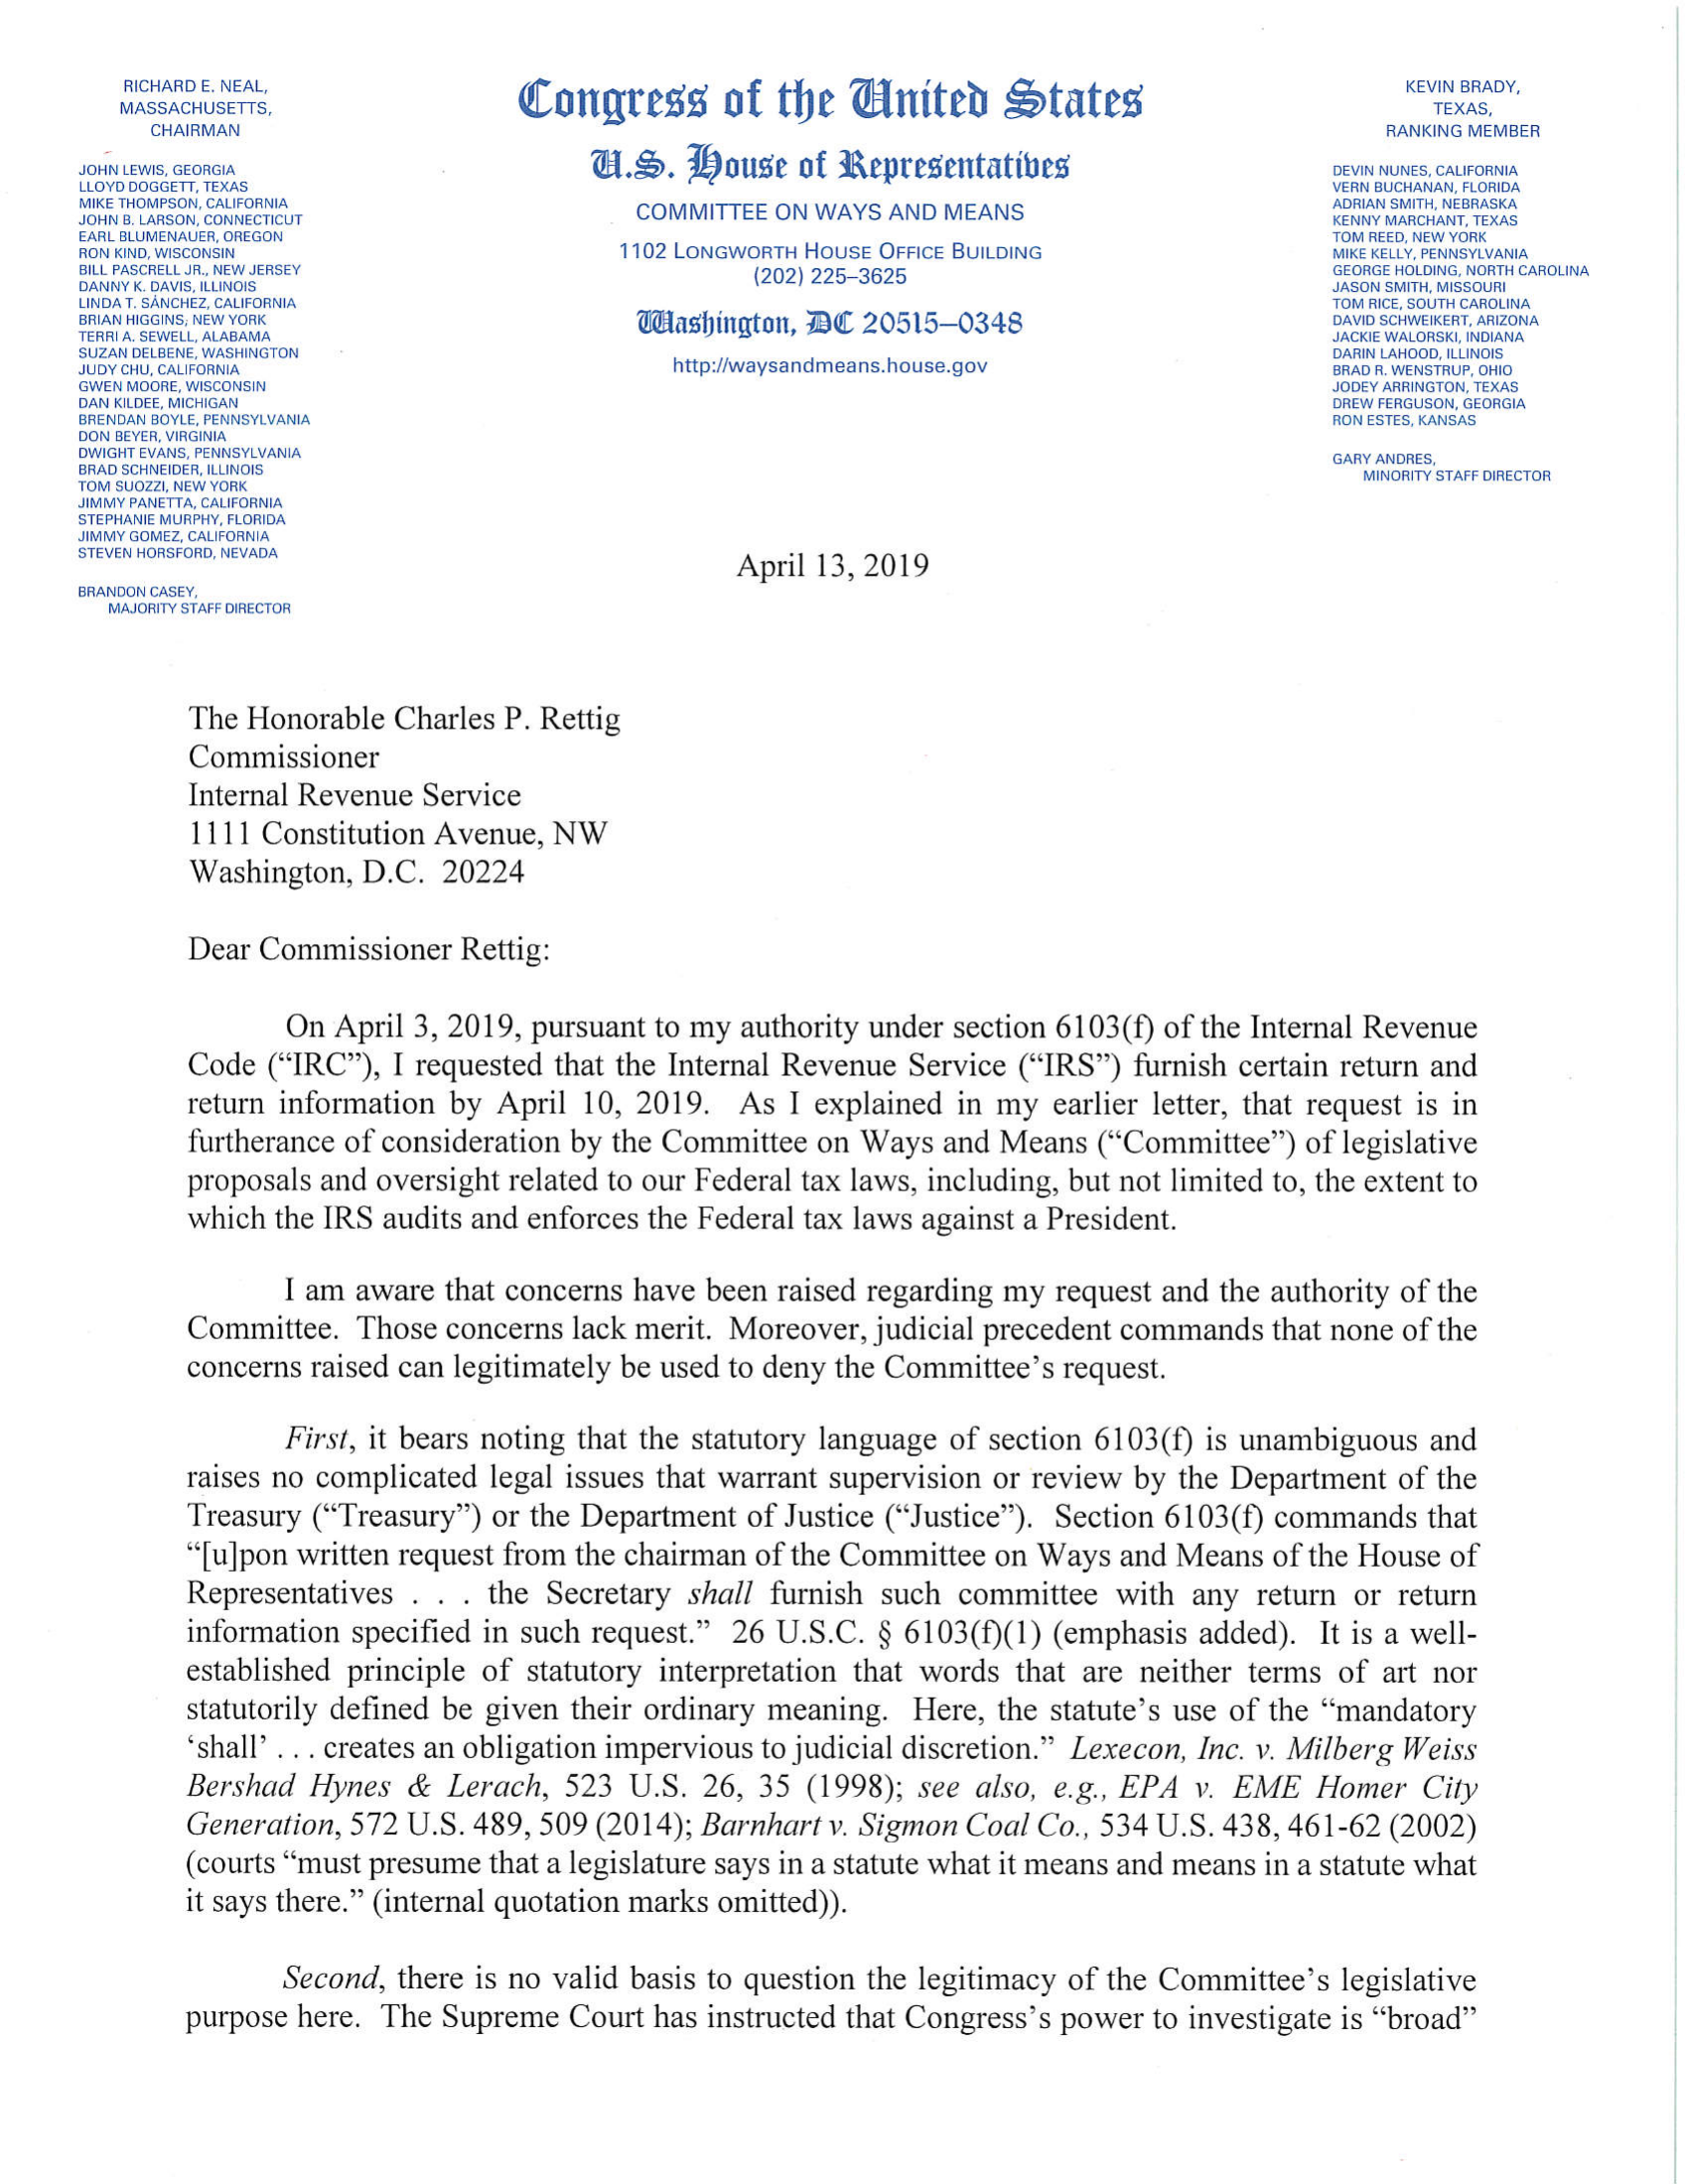 RICHARD E. NEAL,
MASSACHUSETTS,
CHAIRMAN
JOHN LEWIS, GEORGIA
LLOYD DOGGETT, TEXAS
MIKE THOMPSON, CALIFORNIA
JOHN B. LARSON, CONNECTICUT
EARL BLUMENAUER, OREGON
RON KIND, WISCONSIN
BILL PASCRELL JR., NEW JERSEY
DANNY K. DAVIS, ILLINOIS
LINDA T. SÁNCHEZ, CALIFORNIA
BRIAN HIGGINS, NEW YORK
TERRI A. SEWELL, ALABAMA
SUZAN DELBENE, WASHINGTON
JUDY CHU, CALIFORNIA
GWEN MOORE, WISCONSIN
DAN KILDEE, MICHIGAN
BRENDAN BOYLE, PENNSYLVANIA
DON BEYER, VIRGINIA
DWIGHT EVANS, PENNSYLVANIA
BRAD SCHNEIDER, ILLINOIS
TOM SUOZZI, NEW YORK
JIMMY PANETTA, CALIFORNIA
STEPHANIE MURPHY, FLORIDA
JIMMY GOMEZ, CALIFORNIA
STEVEN HORSFORD, NEVADA
BRANDON CASEY,
MAJORITY STAFF DIRECTOR
Congress of the United States
U.S. House of Representatives
COMMITTEE ON WAYS AND MEANS
1102 LONGWORTH HOUSE OFFICE BUILDING
(202) 225–3625
Washington, DC 20515–0348
http://waysandmeans.house.gov
KEVIN BRADY,
TEXAS,
RANKING MEMBER
DEVIN NUNES, CALIFORNIA
VERN BUCHANAN, FLORIDA
ADRIAN SMITH, NEBRASKA
KENNY MARCHANT, TEXAS
TOM REED, NEW YORK
MIKE KELLY, PENNSYLVANIA
GEORGE HOLDING, NORTH CAROLINA
JASON SMITH, MISSOURI
TOM RICE, SOUTH CAROLINA
DAVID SCHWEIKERT, ARIZONA
JACKIE WALORSKI, INDIANA
DARIN LAHOOD, ILLINOIS
BRAD R. WENSTRUP, OHIO
JODEY ARRINGTON, TEXAS
DREW FERGUSON, GEORGIA
RON ESTES, KANSAS
GARY ANDRES,
MINORITY STAFF DIRECTOR
April 13, 2019
The Honorable Charles P. Rettig
Commissioner
Internal Revenue Service
1111 Constitution Avenue, NW
Washington, D.C. 20224
Dear Commissioner Rettig:
On April 3, 2019, pursuant to my authority under section 6103(f) of the Internal Revenue
Code (“IRC”), I requested that the Internal Revenue Service (“IRS”) furnish certain return and
return information by April 10, 2019. As I explained in my earlier letter, that request is in
furtherance of consideration by the Committee on Ways and Means (“Committee”) of legislative
proposals and oversight related to our Federal tax laws, including, but not limited to, the extent to
which the IRS audits and enforces the Federal tax laws against a President.
I am aware that concerns have been raised regarding my request and the authority of the
Committee. Those concerns lack merit. Moreover, judicial precedent commands that none of the
concerns raised can legitimately be used to deny the Committee’s request.
First, it bears noting that the statutory language of section 6103(f) is unambiguous and
raises no complicated legal issues that warrant supervision or review by the Department of the
Treasury (“Treasury”) or the Department of Justice (“Justice”). Section 6103(f) commands that
“[u]pon written request from the chairman of the Committee on Ways and Means of the House of
Representatives . . . the Secretary shall furnish such committee with any return or return
information specified in such request.” 26 U.S.C. § 6103(f)(1) (emphasis added). It is a well-
established principle of statutory interpretation that words that are neither terms of art nor
statutorily defined be given their ordinary meaning. Here, the statute’s use of the “mandatory
‘shall’ . . . creates an obligation impervious to judicial discretion.” Lexecon, Inc. v. Milberg Weiss
Bershad Hynes & Lerach, 523 U.S. 26, 35 (1998); see also, e.g., EPA v. EME Homer City
Generation, 572 U.S. 489, 509 (2014); Barnhart v. Sigmon Coal Co., 534 U.S. 438, 461-62 (2002)
(courts “must presume that a legislature says in a statute what it means and means in a statute what
it says there.” (internal quotation marks omitted)).
Second, there is no valid basis to question the legitimacy of the Committee’s legislative
purpose here. The Supreme Court has instructed that Congress’s power to investigate is “broad”